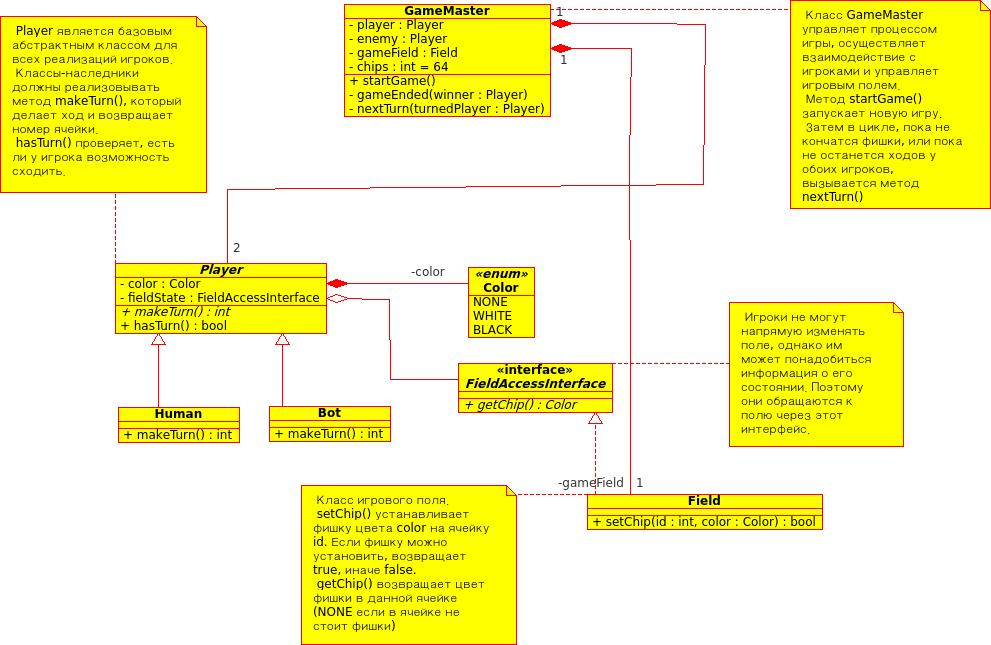 Player является базовым
абстрактным классом для
всех реализаций игроков.
Классы-наследники
должны реализовывать
метод makeTurn(), который
делает ход и возвращает
номер ячейки.
hasTurn() проверяет, есть
ли у игрока возможность
сходить.
GameMaster
- player : Player
- enemy : Player
- gameField : Field
- chips : int = 64
+ startGame()
- gameEnded(winner : Player)
- nextTurn(turnedPlayer : Player)
1
1
Класс GameMaster
управляет процессом
игры, осуществляет
взаимодействие с
игроками и управляет
игровым полем.
Метод startGame()
запускает новую игру.
Затем в цикле, пока не
кончатся фишки, или пока
не останется ходов у
обоих игроков,
вызывается метод
nextTurn()
2
Player
- color : Color
- fieldState : FieldAccessInterface
+ makeTurn() : int
+ hasTurn() : bool
-color
«enum»
Color
NONE
WHITE
BLACK
Игроки не могут
напрямую изменять
поле, однако им
может понадобиться
информация о его
состоянии. Поэтому
они обращаются к
полю через этот
интерфейс.
«interface»
FieldAccessInterface
+ getChip() : Color
Human
+ makeTurn() : int
Bot
+ makeTurn() : int
-gameField
1
Класс игрового поля.
setChip() устанавливает
фишку цвета color на ячейку
id. Если фишку можно
установить, возвращает
true, иначе false.
getChip() возвращает цвет
фишки в данной ячейке
(NONE если в ячейке не
стоит фишки)
Field
+ setChip(id : int, color : Color) : bool